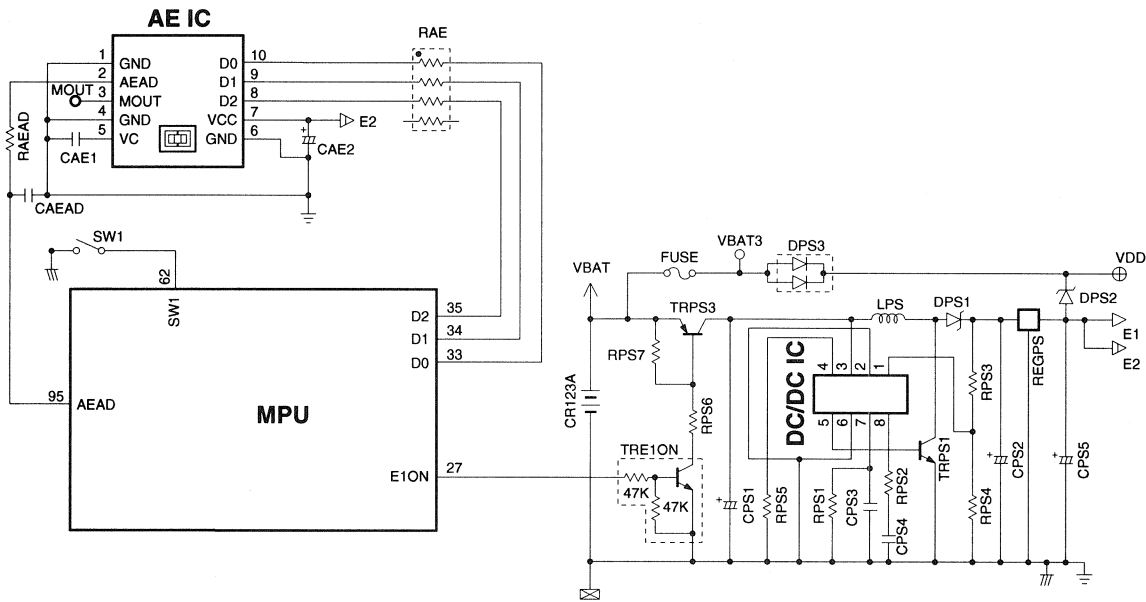 AE IC
RAE
1
GND
D0
10
2
AEAD
D1
9
MOUT
3
MOUT
D2
8
4
GND
VCC
7
E2
5
VC
GND
6
RAEAD
CAE1
CAE2
CAEAD
SW1
62
SW1
D2
35
D1
34
D0
33
95
AEAD
MPU
E1ON
27
VBAT
FUSE
VBAT3
DPS3
VDD
TRPS3
LPS
DPS1
DPS2
RPS7
E1
E2
REGPS
4
3
2
1
DC/DC IC
5
6
7
8
RPS3
CR123A
RPS6
TRE1ON
47K
47K
TRPS1
CPS1
RPS5
RPS1
CPS3
RPS2
CPS4
RPS4
+
CPS2
+
CPS5
+
+